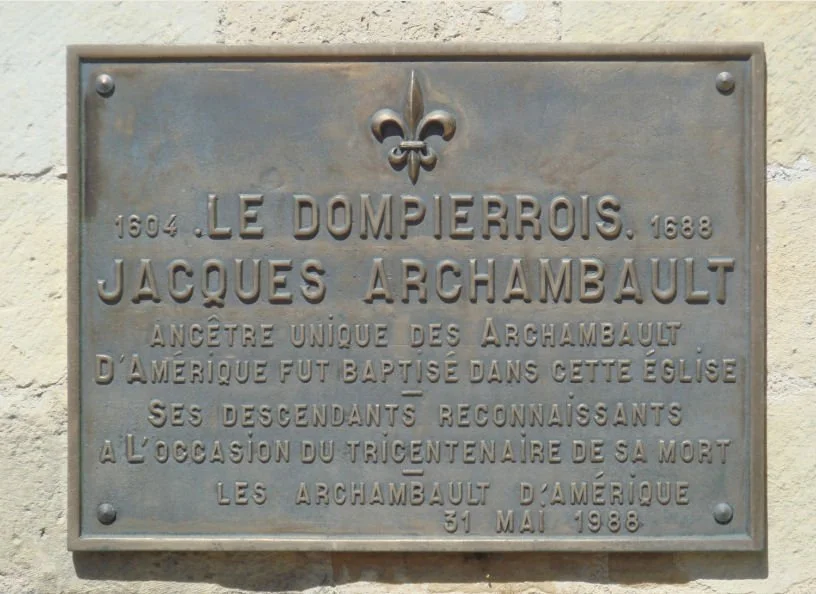 1604 .LE DOMPIERROIS. 1688
JACQUES ARCHAMBAULT
ANCÊTRE UNIQUE DES ARCHAMBAULT
D'AMÉRIQUE FUT BAPTISÉ DANS CETTE ÉGLISE
—
SES DESCENDANTS RECONNAISSANTS
A L'OCCASION DU TRICENTENAIRE DE SA MORT
—
LES ARCHAMBAULT D'AMÉRIQUE
31 MAI 1988